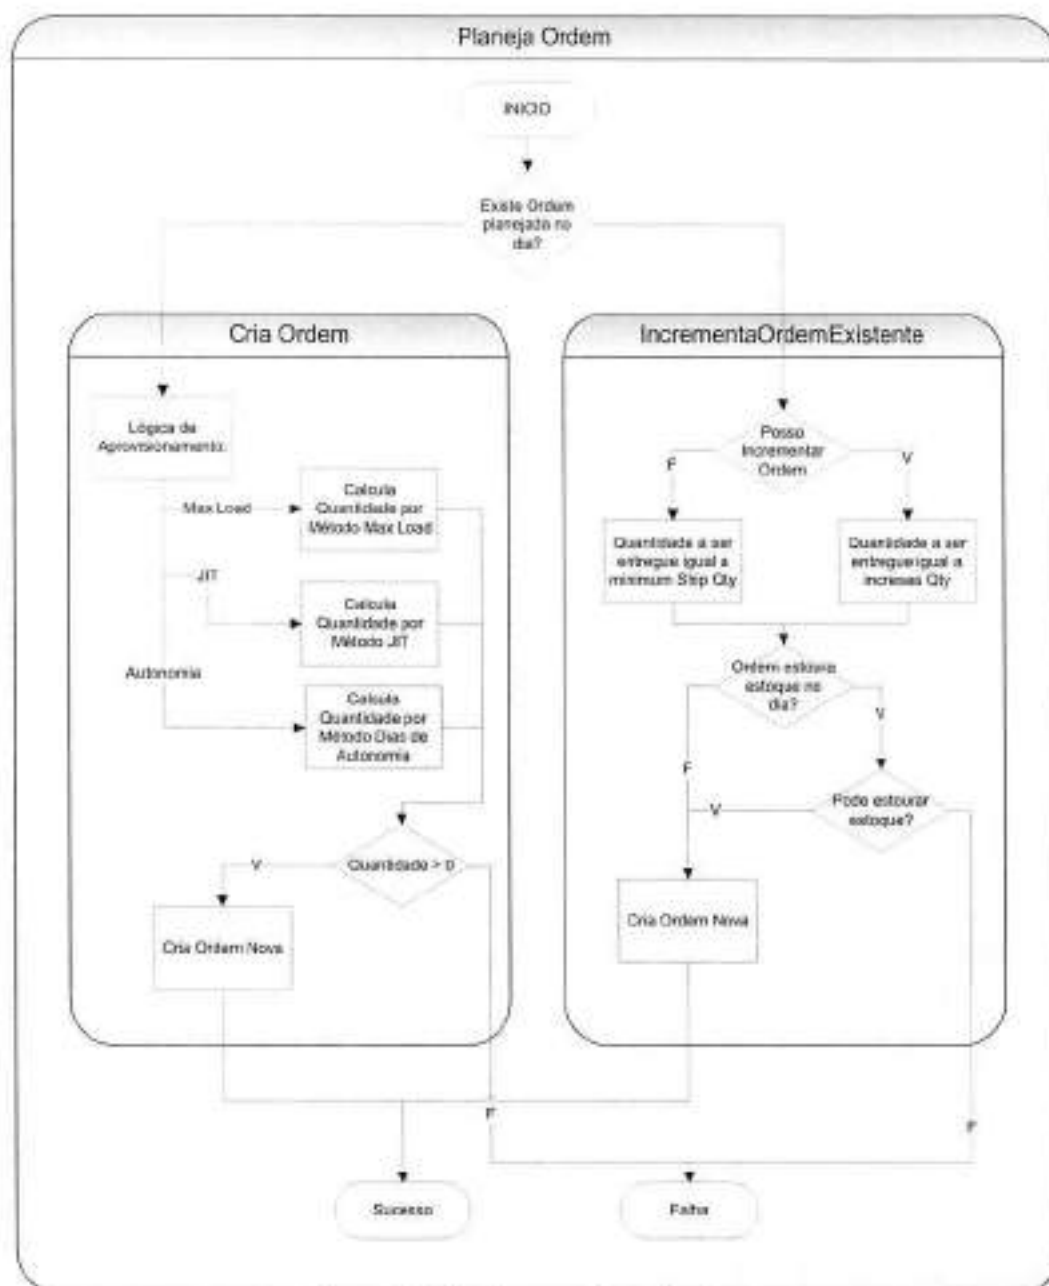 Planeja Ordem
INICIO
Existe Ordem
planejada no
dia?
Cria Ordem
Lógica de
Aprovisionamento.
Max Load
Calcula
Quantidade por
Método Max Load
JIT
Calcula
Quantidade por
Método JIT
Autonomia
Calcula
Quantidade por
Método Dias de
Autonomia
V
Quantidade > 0
Cria Ordem Nova
IncrementaOrdemExistente
Posso
Incrementar
Ordem
F
V
Quantidade a ser
entregue igual a
minimum Ship Qty
Quantidade a ser
entregue igual a
increses Qty
Ordem estoura
estoque no
dia?
V
F
V
Pode estourar
estoque?
Cria Ordem Nova
F
F
Sucesso
Falha